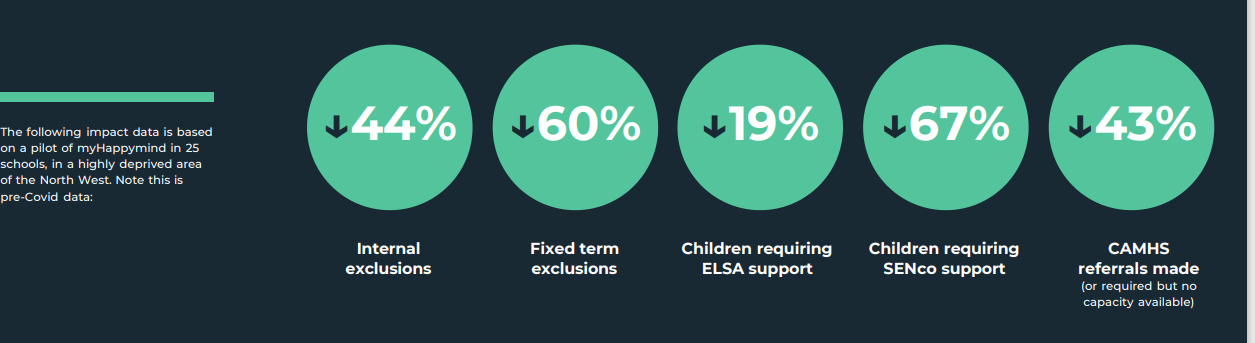 The following impact data is based
on a pilot of myHappymind in 25
schools, in a highly deprived area
of the North West. Note this is
pre-Covid data:
↓44%
Internal
exclusions
↓60%
Fixed term
exclusions
↓19%
Children requiring
ELSA support
↓67%
Children requiring
SENco support
↓43%
CAMHS
referrals made
(or required but no
capacity available)